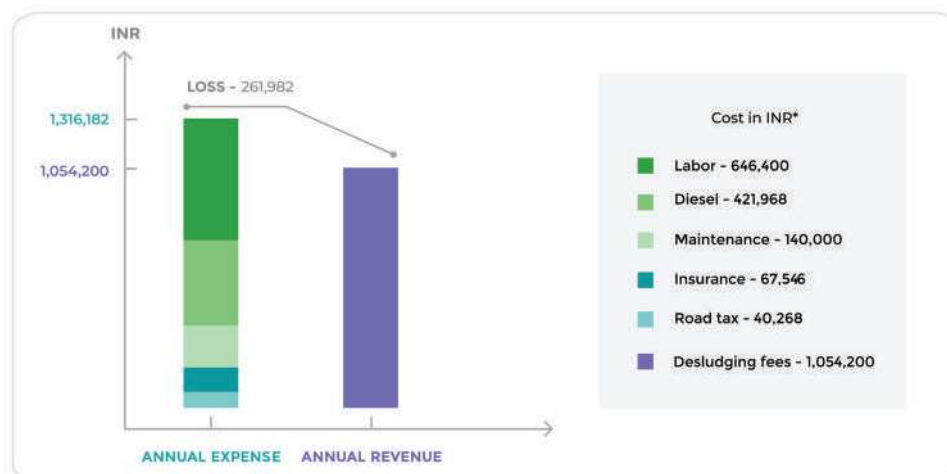 INR
LOSS - 261,982
1,316,182
1,054,200
ANNUAL EXPENSE
ANNUAL REVENUE
Cost in INR*
Labor - 646,400
Diesel - 421,968
Maintenance - 140,000
Insurance - 67,546
Road tax - 40,268
Desludging fees - 1,054,200